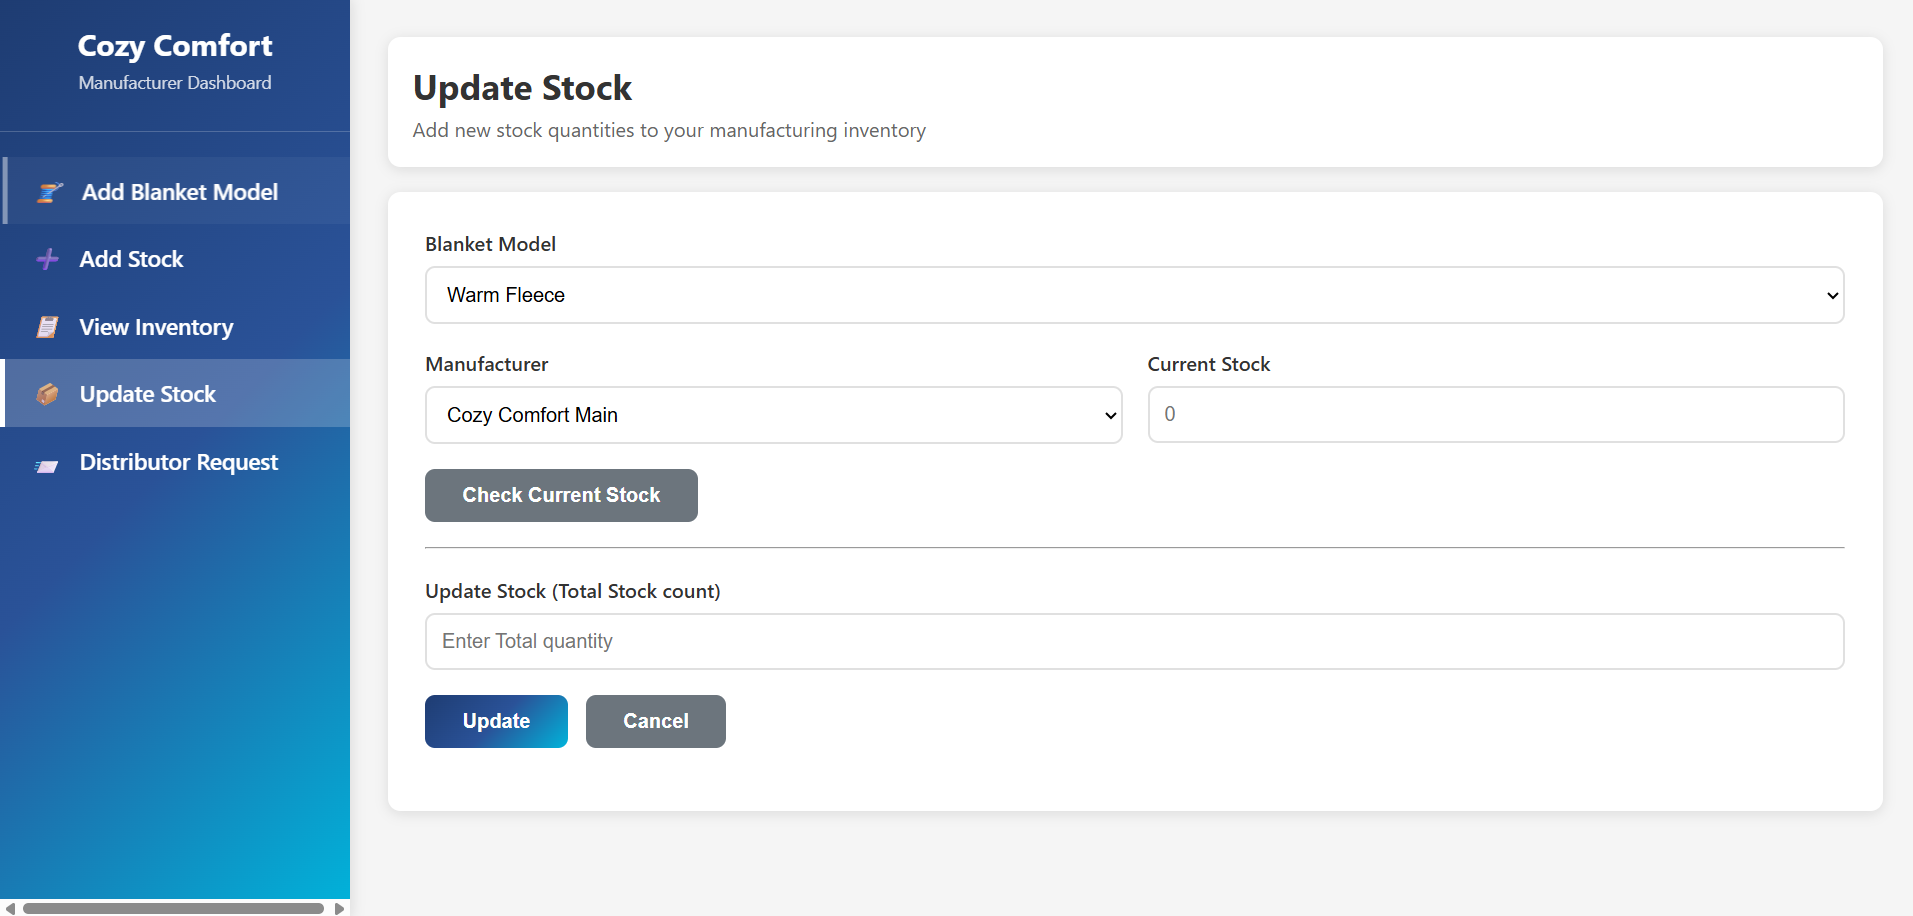 Cozy Comfort
Manufacturer Dashboard
Add Blanket Model
Add Stock
View Inventory
Update Stock
Distributor Request
Update Stock
Add new stock quantities to your manufacturing inventory
Blanket Model
Warm Fleece
Manufacturer
Current Stock
Cozy Comfort Main
0
Check Current Stock
Update Stock (Total Stock count)
Enter Total quantity
Update
Cancel